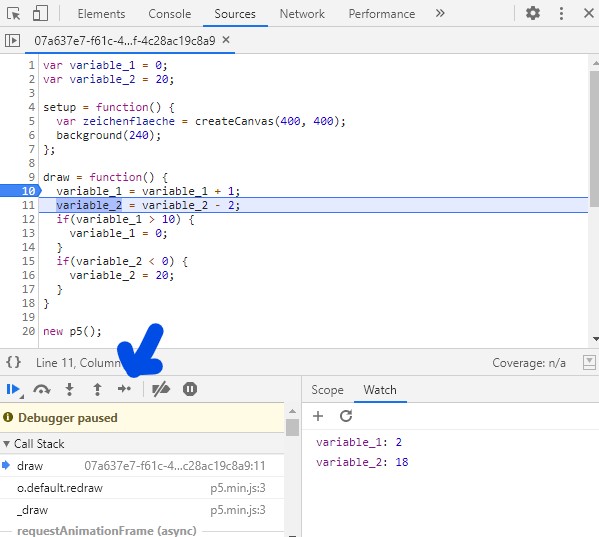 Elements Console Sources Network Performance »
07a637e7-f61c-4...f-4c28ac19c8a9 ×
1 var variable_1 = 0;
2 var variable_2 = 20;
3
4 setup = function() {
5 var zeichenflaeche = createCanvas(400, 400);
6 background(240);
7 };
8
9 draw = function() {
10 variable_1 = variable_1 + 1;
11 variable_2 = variable_2 - 2;
12 if(variable_1 > 10) {
13 variable_1 = 0;
14 }
15 if(variable_2 < 0) {
16 variable_2 = 20;
17 }
18 }
19
20 new p5();
{} Line 11, Column Coverage: n/a
Scope Watch
Debugger paused
Call Stack
draw 07a637e7-f61c-4...c28ac19c8a9:11
o.default.redraw p5.min.js:3
_draw p5.min.js:3
requestAnimationFrame (async)
variable_1: 2
variable_2: 18